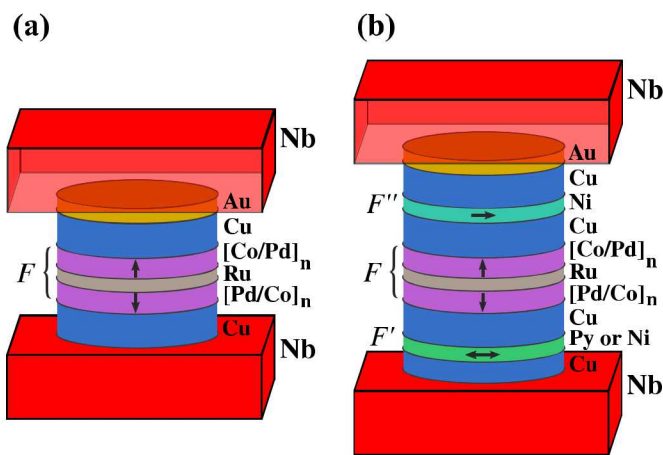 (a)
Nb
Au
Cu
[Co/Pd]n
F
Ru
[Pd/Co]n
Cu
Nb
(b)
Nb
Au
Cu
F''
Ni
Cu
[Co/Pd]n
F
Ru
[Pd/Co]n
Cu
F'
Py or Ni
Cu
Nb